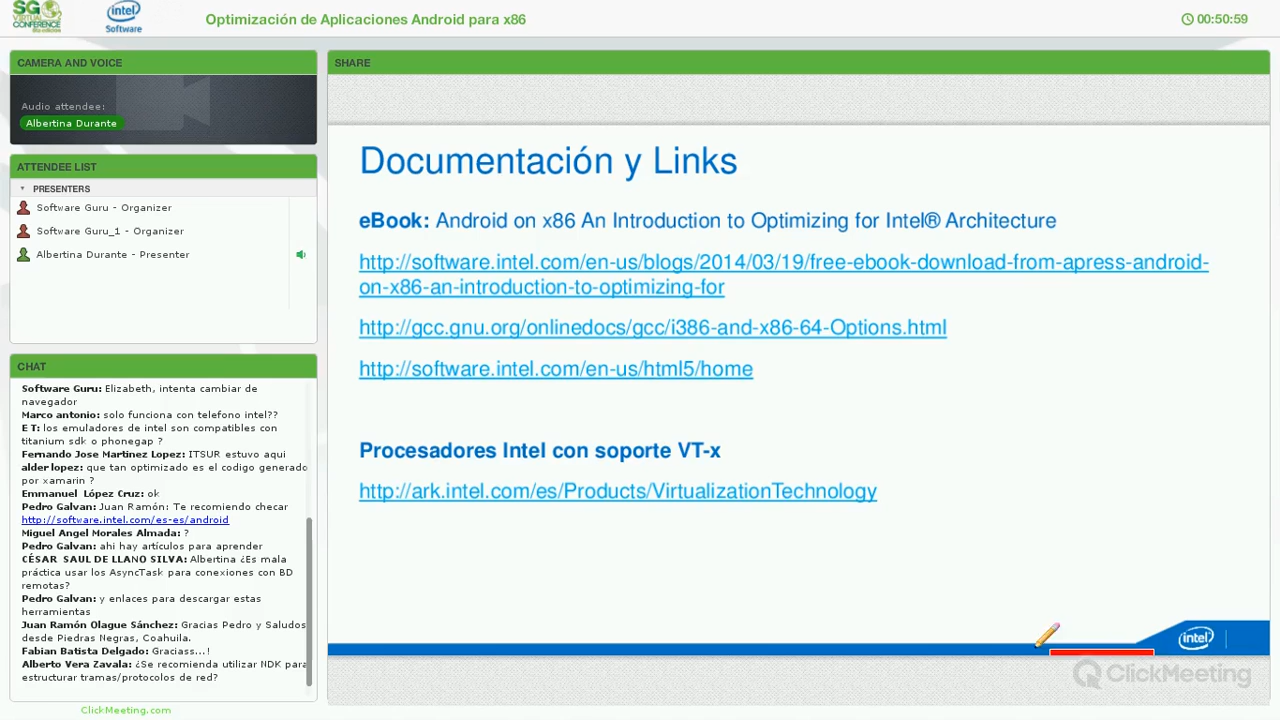 SG
VIRTUAL
CONFERENCE
intel
Software
Optimización de Aplicaciones Android para x86
00:50:59
CAMERA AND VOICE
Audio attendee:
Albertina Durante
ATTENDEE LIST
PRESENTERS
Software Guru - Organizer
Software Guru_1 - Organizer
Albertina Durante - Presenter
CHAT
Software Guru: Elizabeth, intenta cambiar de
navegador
Marco antonio: solo funciona con telefono intel??
E T: los emuladores de intel son compatibles con
titanium sdk o phonegap ?
Fernando Jose Martinez Lopez: ITSUR estuvo aqui
alder lopez: que tan optimizado es el codigo generado
por xamarin ?
Emmanuel López Cruz: ok
Pedro Galvan: Juan Ramón: Te recomiendo checar
http://software.intel.com/es-es/android
Miguel Angel Morales Almada: ?
Pedro Galvan: ahi hay artículos para aprender
CÉSAR SAUL DE LLANO SILVA: Albertina ¿Es mala
práctica usar los AsyncTask para conexiones con BD
remotas?
Pedro Galvan: y enlaces para descargar estas
herramientas
Juan Ramón Olague Sánchez: Gracias Pedro y Saludos
desde Piedras Negras, Coahuila.
Fabian Batista Delgado: Graciass...!
Alberto Vera Zavala: ¿Se recomienda utilizar NDK para
estructurar tramas/protocolos de red?
ClickMeeting.com
SHARE
Documentación y Links
eBook: Android on x86 An Introduction to Optimizing for Intel® Architecture
http://software.intel.com/en-us/blogs/2014/03/19/free-ebook-download-from-apress-android-
on-x86-an-introduction-to-optimizing-for
http://gcc.gnu.org/onlinedocs/gcc/i386-and-x86-64-Options.html
http://software.intel.com/en-us/html5/home
Procesadores Intel con soporte VT-x
http://ark.intel.com/es/Products/VirtualizationTechnology
intel
ClickMeeting